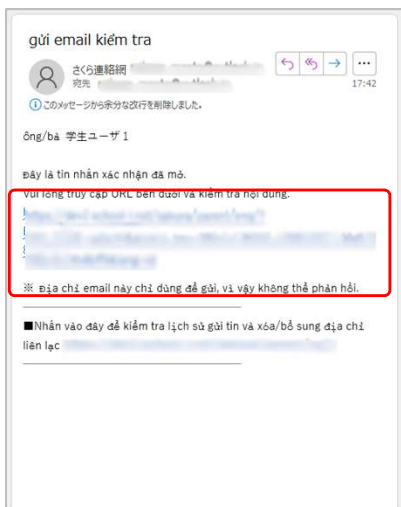 gửi email kiểm tra
さくら連絡網
宛先
17:42
このメッセージから余分な改行を削除しました。
ông/bà 学生ユーザ1
Đây là tin nhắn xác nhận đã mở.
Vui lòng truy cập URL bên dưới và kiểm tra nội dung.
※ Địa chỉ email này chỉ dùng để gửi, vì vậy không thể phản hồi.
■Nhấn vào đây để kiểm tra lịch sử gửi tin và xóa/bổ sung địa chỉ
liên lạc